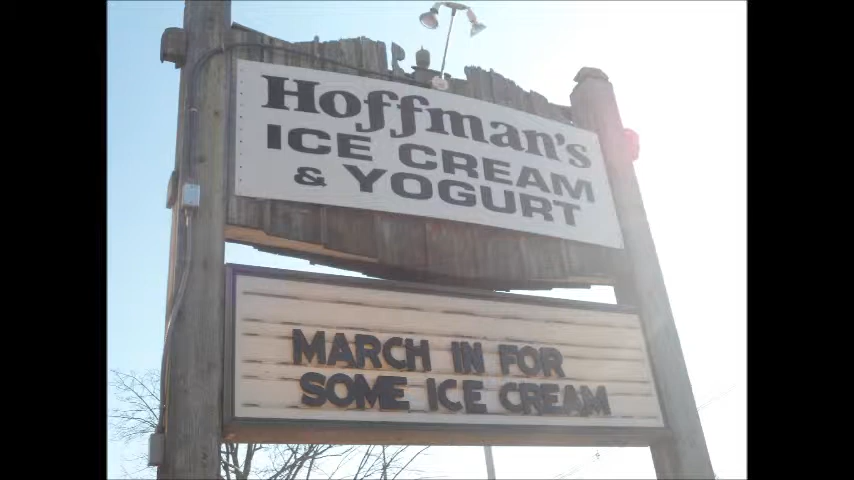 Hoffman's
ICE CREAM
& YOGURT
MARCH IN FOR
SOME ICE CREAM